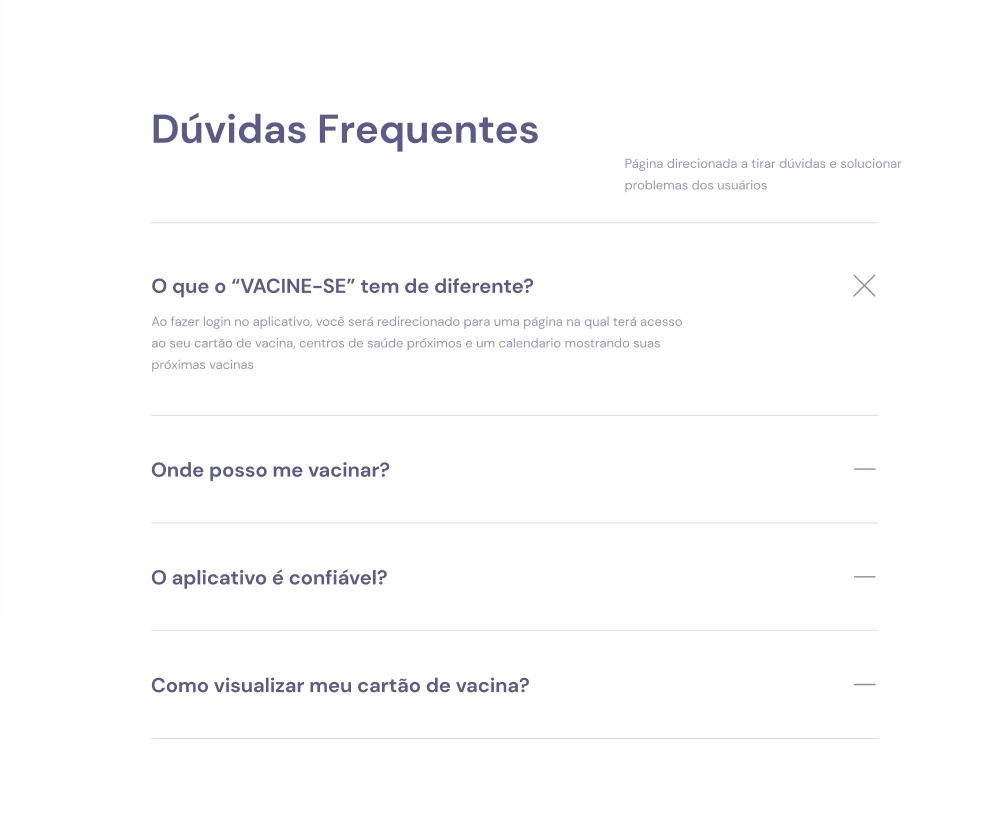 Dúvidas Frequentes
Página direcionada a tirar dúvidas e solucionar
problemas dos usuários
O que o “VACINE-SE” tem de diferente?
Ao fazer login no aplicativo, você será redirecionado para uma página na qual terá acesso
ao seu cartão de vacina, centros de saúde próximos e um calendario mostrando suas
próximas vacinas
Onde posso me vacinar?
O aplicativo é confiável?
Como visualizar meu cartão de vacina?